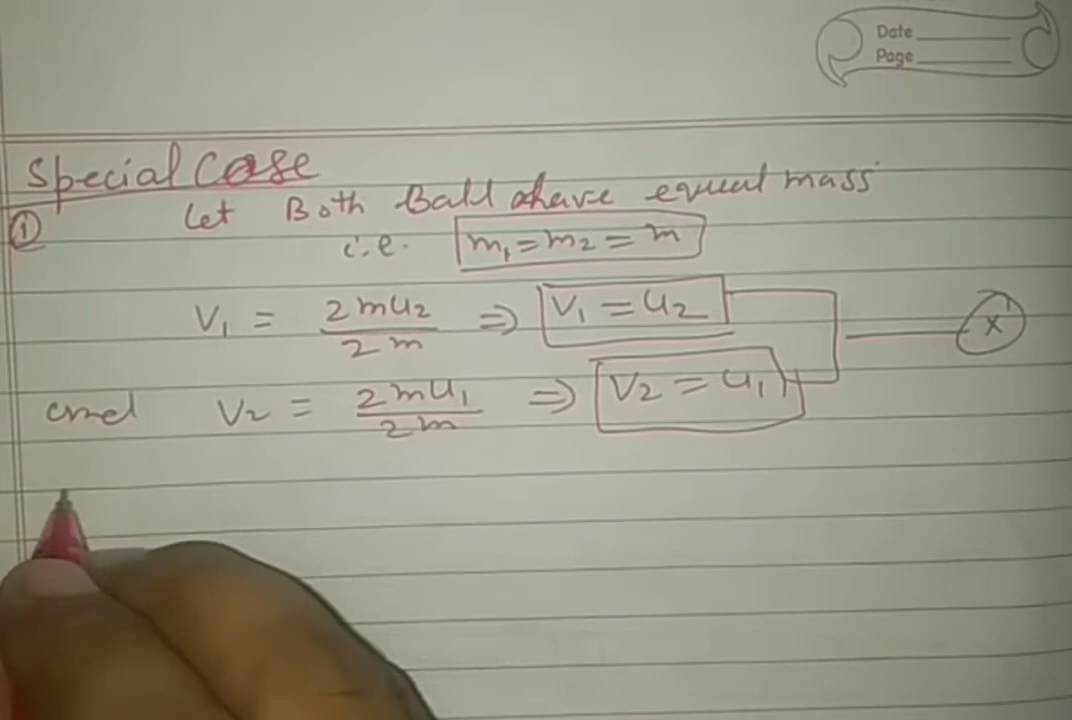 Date
Page
Special Case
① Let Both Ball have equal mass
i.e. m₁ = m₂ = m
V₁ = 2mu₂/2m ⇒ V₁ = u₂
and V₂ = 2mu₁/2m ⇒ V₂ = u₁
X